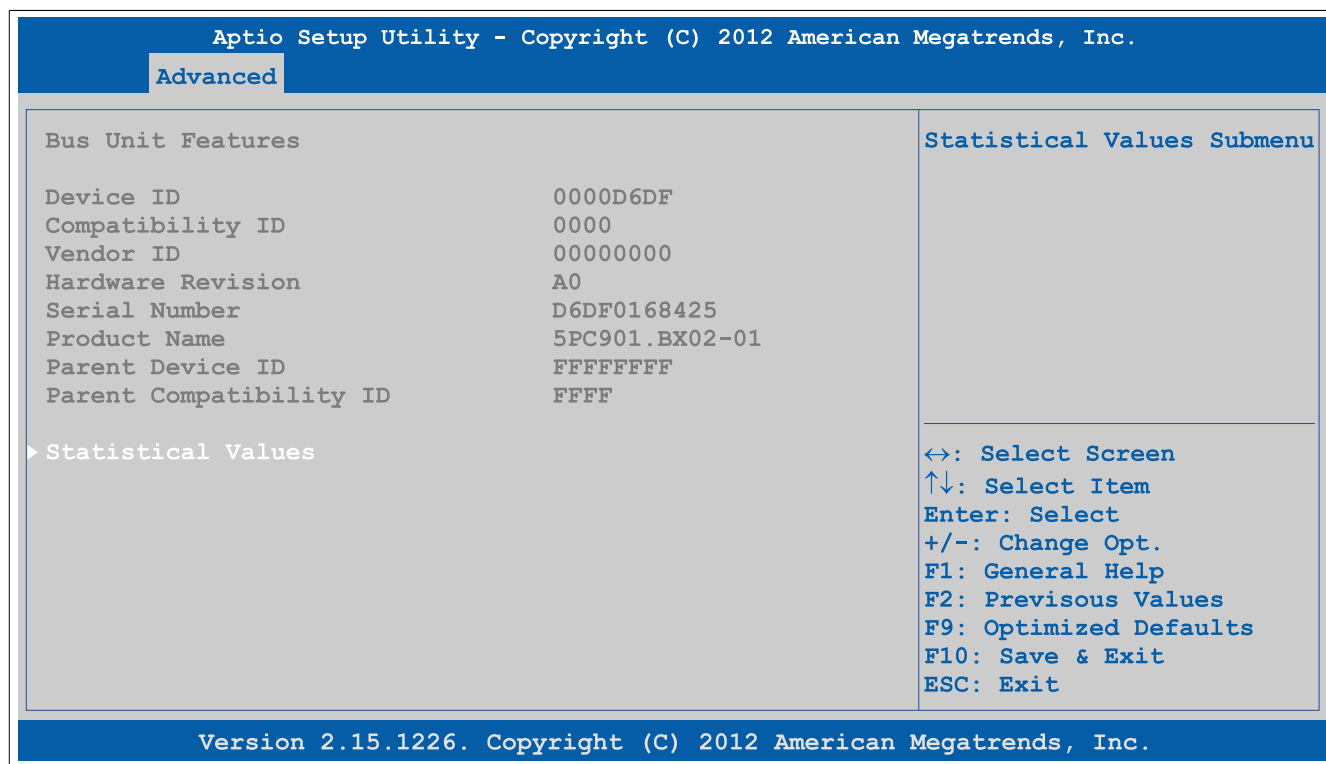 Aptio Setup Utility - Copyright (C) 2012 American Megatrends, Inc.
Advanced
Bus Unit Features
Device ID 0000D6DF
Compatibility ID 0000
Vendor ID 00000000
Hardware Revision A0
Serial Number D6DF0168425
Product Name 5PC901.BX02-01
Parent Device ID FFFFFFFF
Parent Compatibility ID FFFF
Statistical Values
Statistical Values Submenu
↔: Select Screen
↑↓: Select Item
Enter: Select
+/-: Change Opt.
F1: General Help
F2: Previsous Values
F9: Optimized Defaults
F10: Save & Exit
ESC: Exit
Version 2.15.1226. Copyright (C) 2012 American Megatrends, Inc.